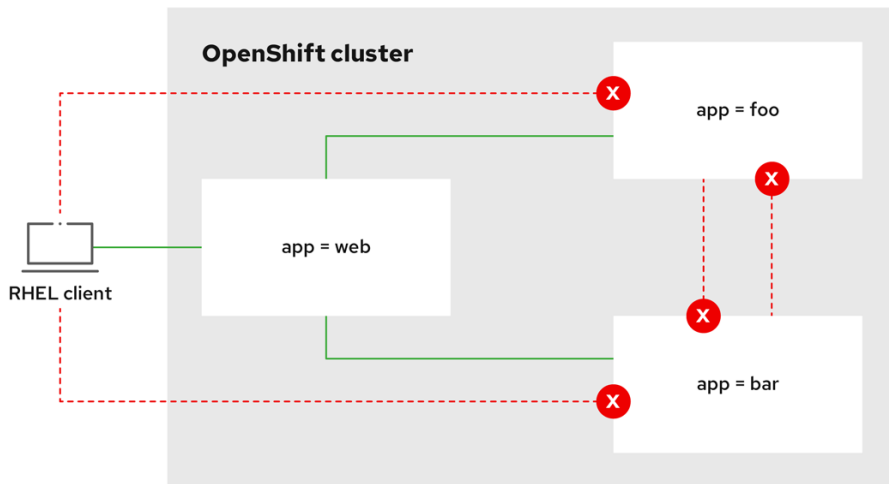 OpenShift cluster
X
app = foo
X
app = web
RHEL client
X
app = bar
X